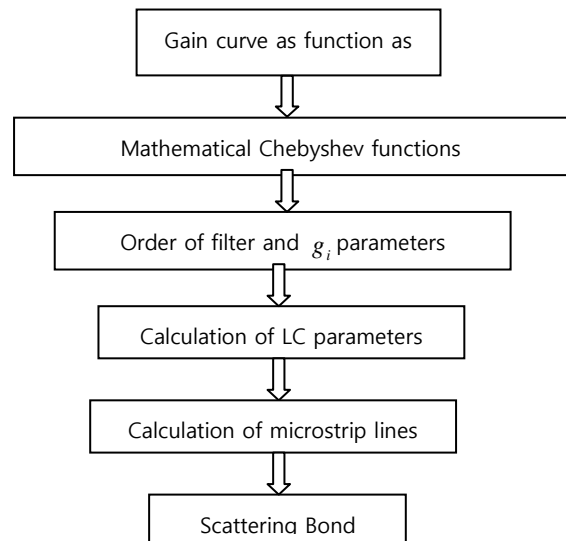 Gain curve as function as
Mathematical Chebyshev functions
Order of filter and g_i parameters
Calculation of LC parameters
Calculation of microstrip lines
Scattering Bond